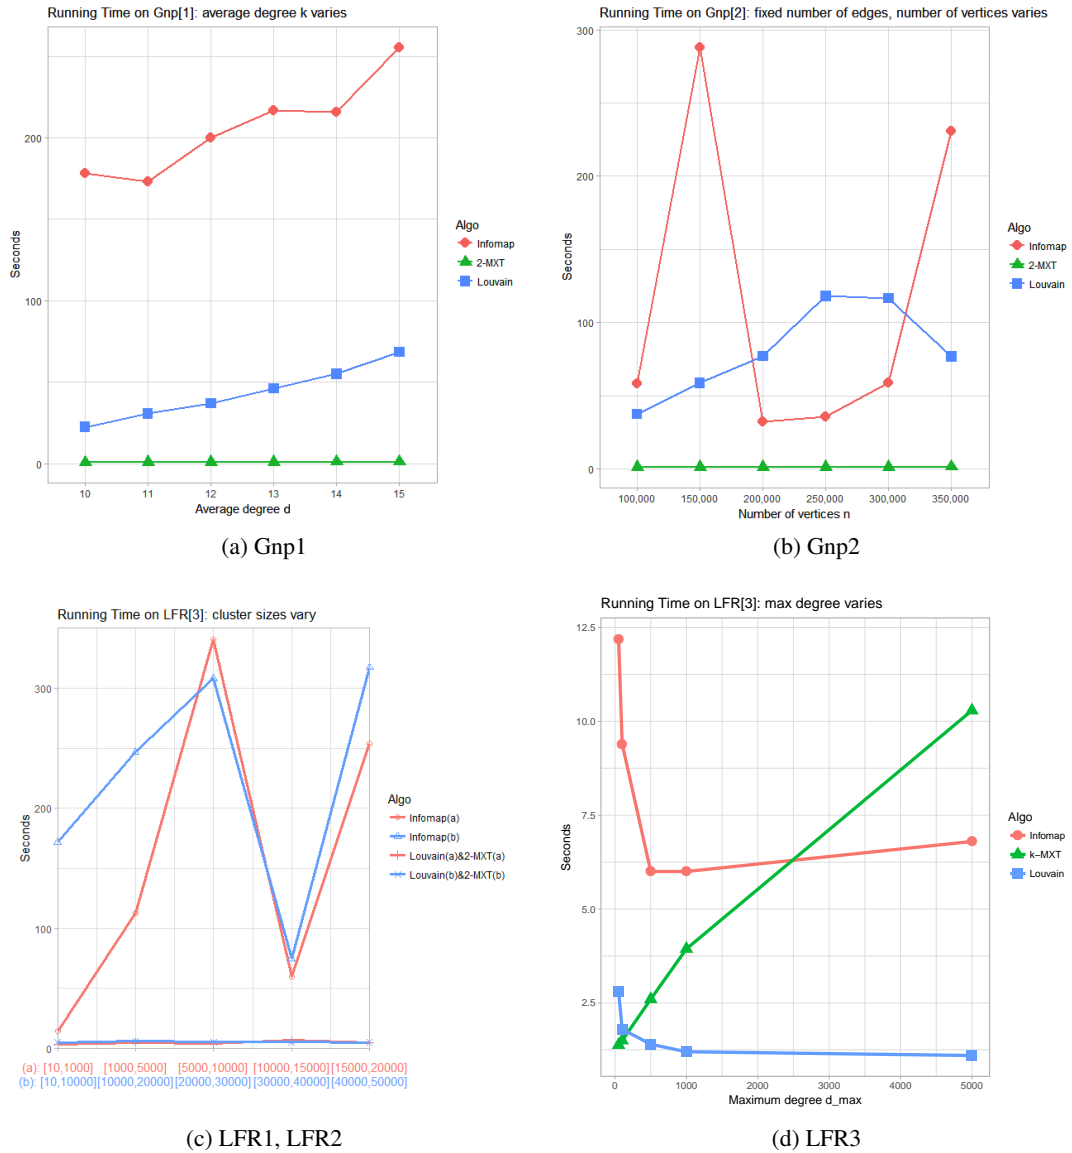 Running Time on Gnp[1]: average degree k varies
Seconds
200
100
0
10 11 12 13 14 15
Average degree d
Algo
Infomap
2-MXT
Louvain
(a) Gnp1
Running Time on Gnp[2]: fixed number of edges, number of vertices varies
Seconds
300
200
100
0
100,000 150,000 200,000 250,000 300,000 350,000
Number of vertices n
Algo
Infomap
2-MXT
Louvain
(b) Gnp2
Running Time on LFR[3]: cluster sizes vary
Seconds
300
200
100
0
(a): [10,1000] [1000,5000] [5000,10000] [10000,15000] [15000,20000]
(b): [10,10000] [10000,20000] [20000,30000] [30000,40000] [40000,50000]
Algo
Infomap(a)
Infomap(b)
Louvain(a)&2-MXT(a)
Louvain(b)&2-MXT(b)
(c) LFR1, LFR2
Running Time on LFR[3]: max degree varies
Seconds
12.5
10.0
7.5
5.0
2.5
0 1000 2000 3000 4000 5000
Maximum degree d_max
Algo
Infomap
k−MXT
Louvain
(d) LFR3